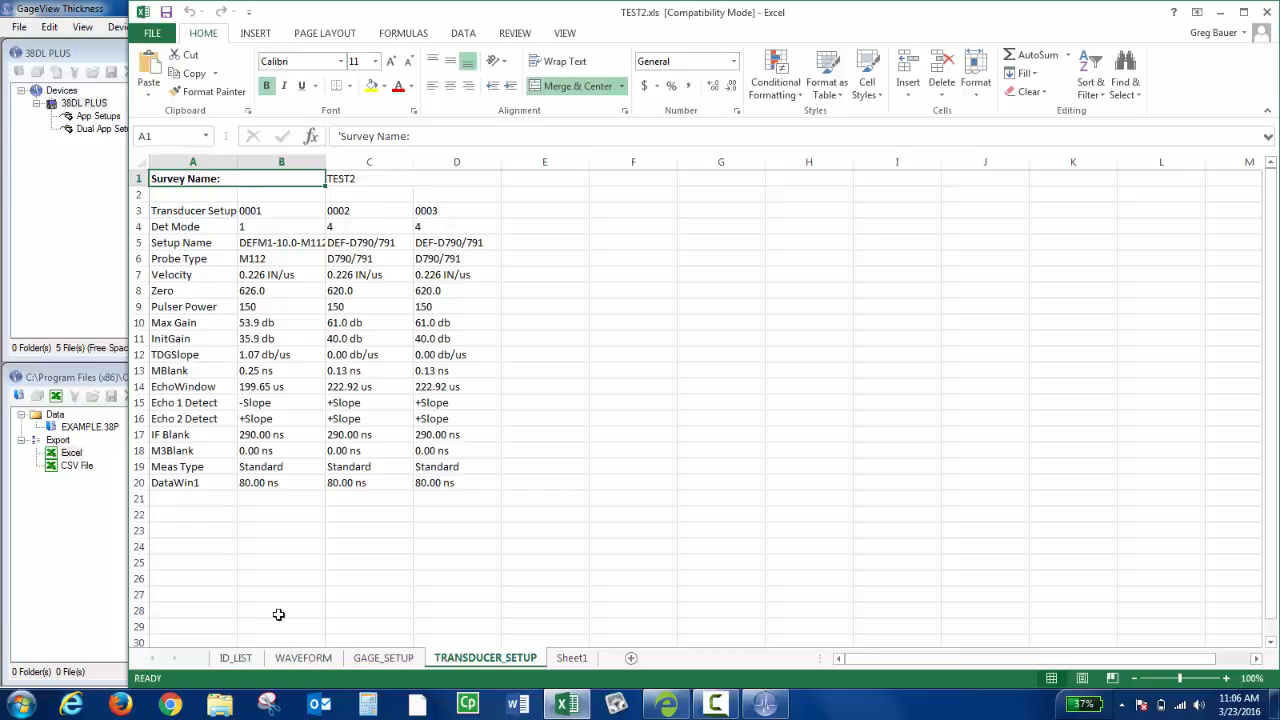 GageView Thickness
TEST2.xls [Compatibility Mode] - Excel
File Edit View
FILE HOME INSERT PAGE LAYOUT FORMULAS DATA REVIEW VIEW
Greg Bauer
38DL PLUS
Paste
Cut
Copy
Format Painter
Calibri 11
B I U
Wrap Text
Merge & Center
General
$ % ,
Conditional Formatting
Format as Table
Cell Styles
Insert
Delete
Format
AutoSum
Fill
Clear
Sort & Filter
Find & Select
Clipboard Font Alignment Number Styles Cells Editing
Devices
38DL PLUS
App Setups
Dual App Setu
A1 fx 'Survey Name:
A B C D E F G H I J K L M
1 Survey Name: TEST2
2
3 Transducer Setup 0001 0002 0003
4 Det Mode 1 4 4
5 Setup Name DEFM1-10.0-M112 DEF-D790/791 DEF-D790/791
6 Probe Type M112 D790/791 D790/791
7 Velocity 0.226 IN/us 0.226 IN/us 0.226 IN/us
8 Zero 626.0 620.0 620.0
9 Pulser Power 150 150 150
10 Max Gain 53.9 db 61.0 db 61.0 db
11 InitGain 35.9 db 40.0 db 40.0 db
12 TDGSlope 1.07 db/us 0.00 db/us 0.00 db/us
13 MBlank 0.25 ns 0.13 ns 0.13 ns
14 EchoWindow 199.65 us 222.92 us 222.92 us
15 Echo 1 Detect -Slope +Slope +Slope
16 Echo 2 Detect +Slope +Slope +Slope
17 IF Blank 290.00 ns 290.00 ns 290.00 ns
18 M3Blank 0.00 ns 0.00 ns 0.00 ns
19 Meas Type Standard Standard Standard
20 DataWin1 80.00 ns 80.00 ns 80.00 ns
21
22
23
24
25
26
27
28
29
30
0 Folder(s) 5 File(s) (Free Spac
C:\Program Files (x86)\O
Data
EXAMPLE.38P
Export
Excel
CSV File
0 Folder(s) 0 File(s)
ID_LIST WAVEFORM GAGE_SETUP TRANSDUCER_SETUP Sheet1
READY
100%
37%
11:06 AM
3/23/2016